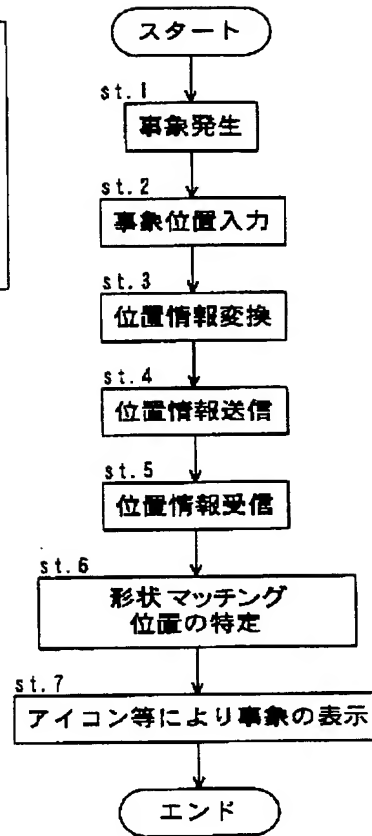 スタート
st.1
事象発生
st.2
事象位置入力
st.3
位置情報変換
st.4
位置情報送信
st.5
位置情報受信
st.6
形状マッチング
位置の特定
st.7
アイコン等により事象の表示
エンド